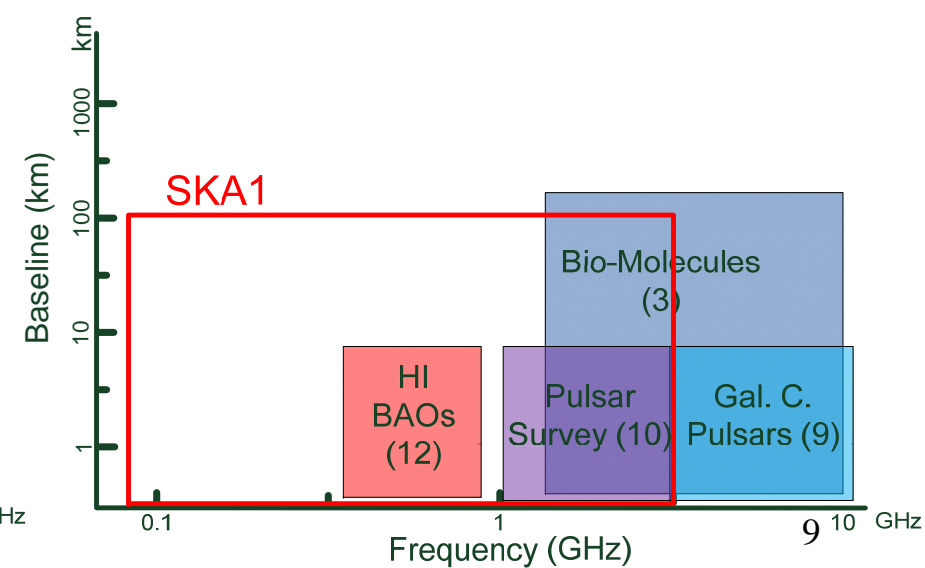 km
1000
100
10
1
Baseline (km)
SKA1
Bio-Molecules
(3)
HI
BAOs
(12)
Pulsar
Survey (10)
Gal. C.
Pulsars (9)
Hz
0.1
1
9
10
GHz
Frequency (GHz)